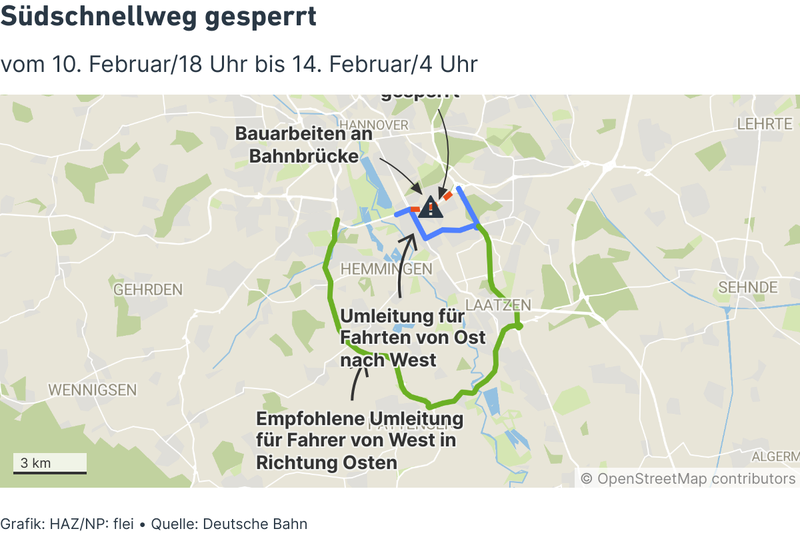 Südschnellweg gesperrt
vom 10. Februar/18 Uhr bis 14. Februar/4 Uhr
gesperrt
HANNOVER
LEHRTE
Bauarbeiten an
Bahnbrücke
HEMMINGEN
GEHRDEN
SEHNDE
LAATZEN
Umleitung für
Fahrten von Ost
nach West
WENNIGSEN
Empfohlene Umleitung
für Fahrer von West in
Richtung Osten
ALGERM
3 km
© OpenStreetMap contributors
Grafik: HAZ/NP: flei • Quelle: Deutsche Bahn